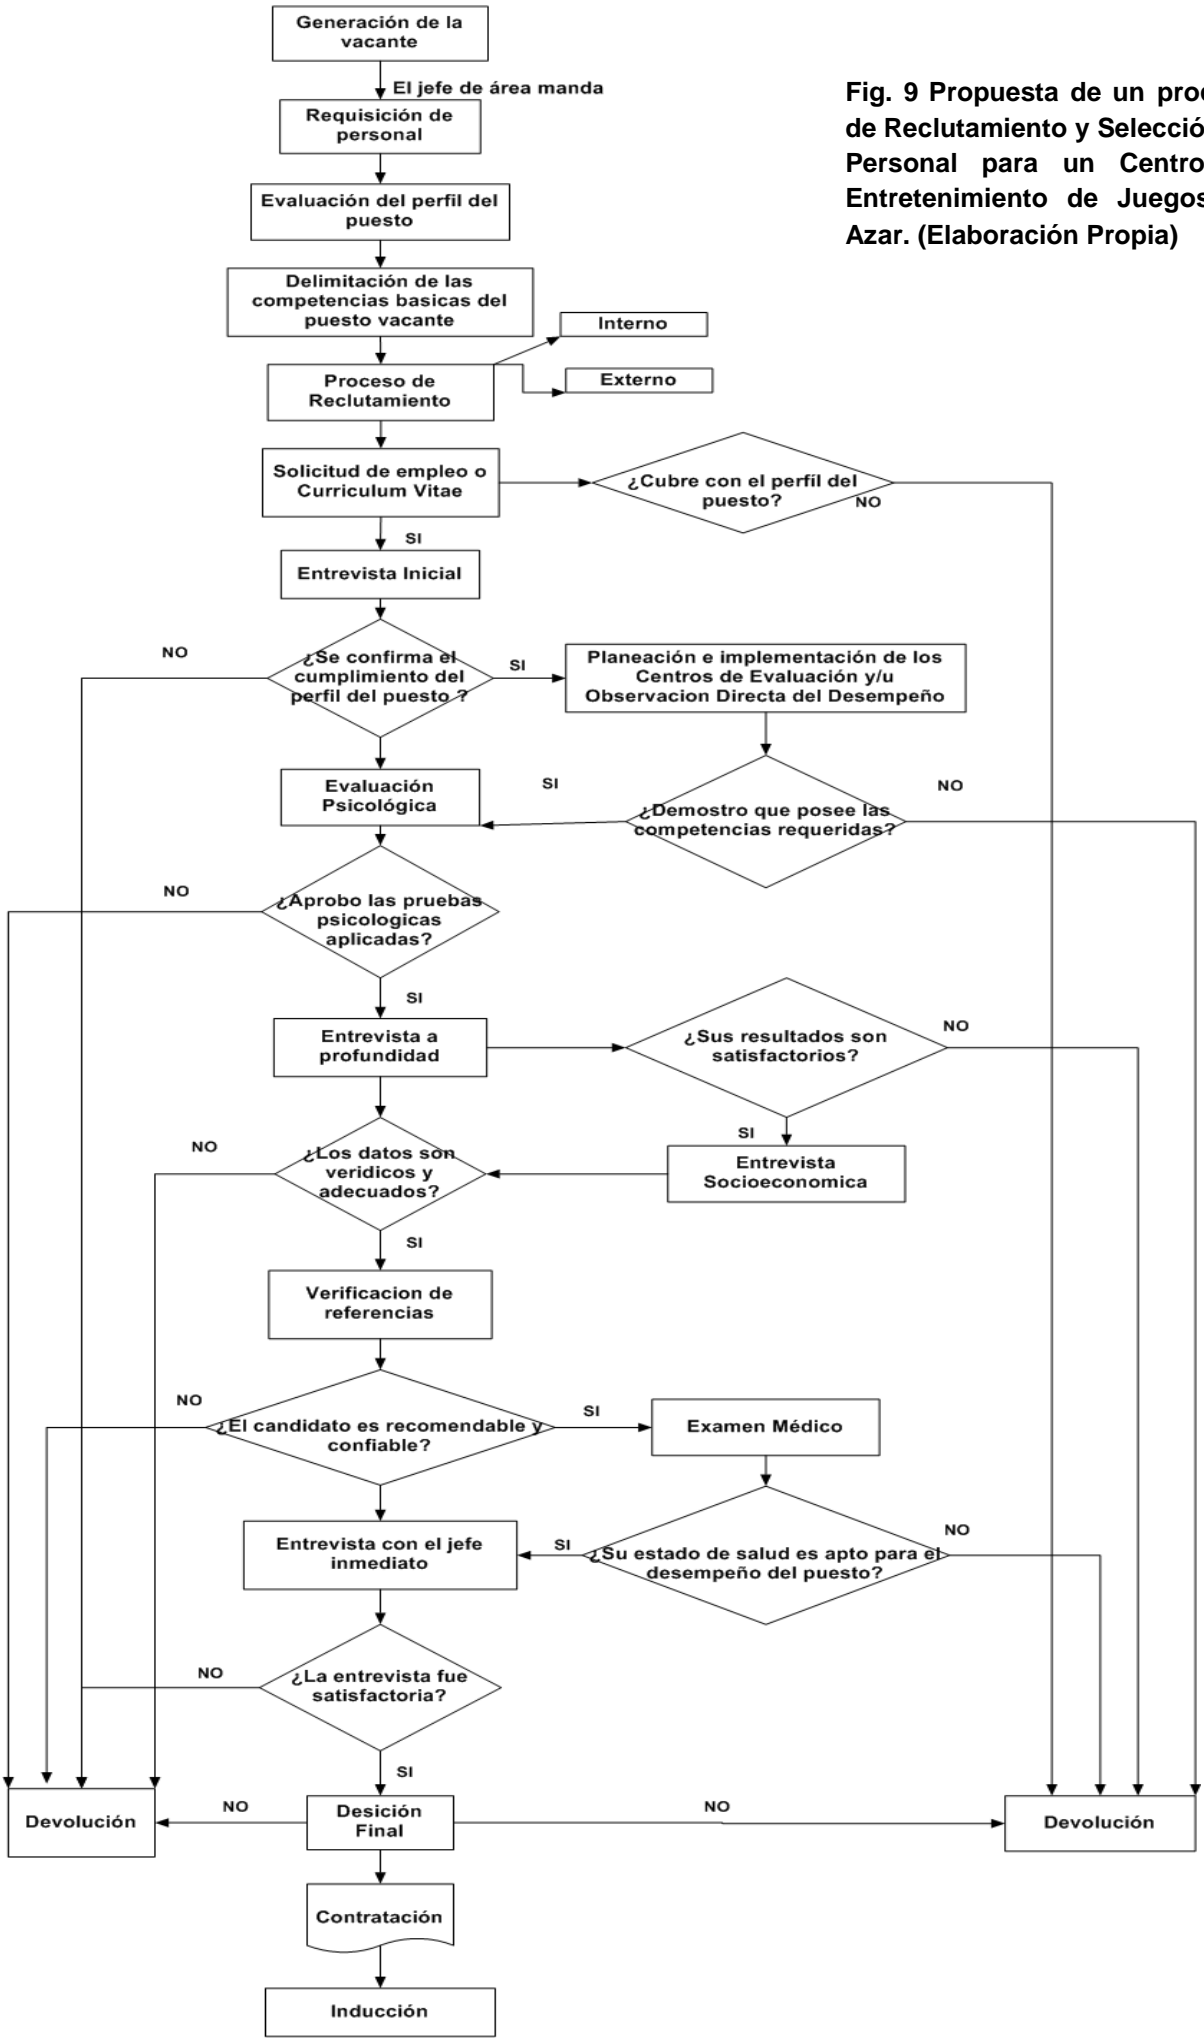 Generación de la
vacante
El jefe de área manda
Fig. 9 Propuesta de un
de Reclutamiento y
Personal para un Centro
Entretenimiento de
Azar. (Elaboración Propia)
Requisición de
personal
Evaluación del perfil del
puesto
Delimitación de las
competencias basicas del
puesto vacante
Interno
Proceso de
Reclutamiento
Externo
Solicitud de empleo o
Curriculum Vitae
¿Cubre con el perfíl del
puesto?
NO
SI
Entrevista Inicial
NO
¿Se confirma el
cumplimiento del
perfil del puesto ?
SI
Planeación e implementación de los
Centros de Evaluación y/u
Observacion Directa del Desempeño
Evaluación
Psicológica
SI
¿Demostro que posee las
competencias requeridas?
NO
NO
¿Aprobo las pruebas
psicologicas
aplicadas?
SI
Entrevista a
profundidad
¿Sus resultados son
satisfactorios?
NO
SI
Entrevista
Socioeconomica
NO
¿Los datos son
veridicos y
adecuados?
SI
Verificacion de
referencias
NO
¿El candidato es recomendable y
confiable?
SI
Examen Médico
Entrevista con el jefe
inmediato
SI
¿Su estado de salud es apto para el
desempeño del puesto?
NO
NO
¿La entrevista fue
satisfactoria?
SI
Devolución
NO
Desición
Final
NO
Devolución
Contratación
Inducción